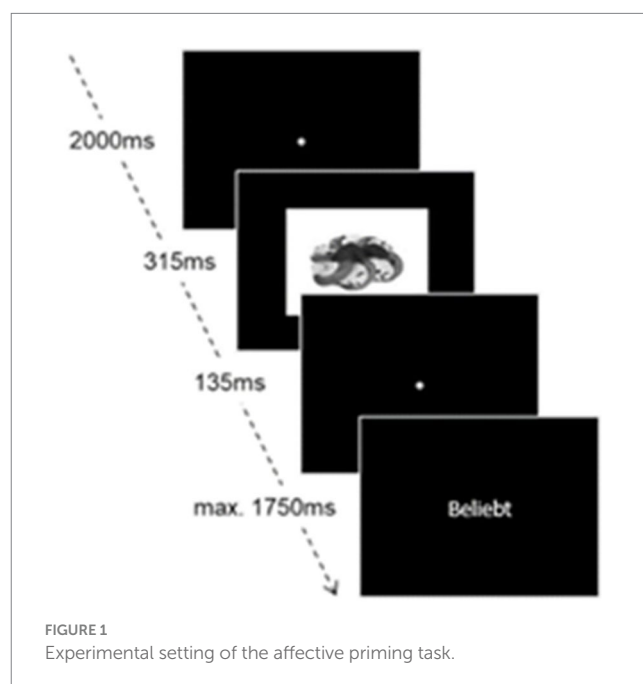 2000ms
315ms
135ms
max. 1750ms
Beliebt
FIGURE 1
Experimental setting of the affective priming task.